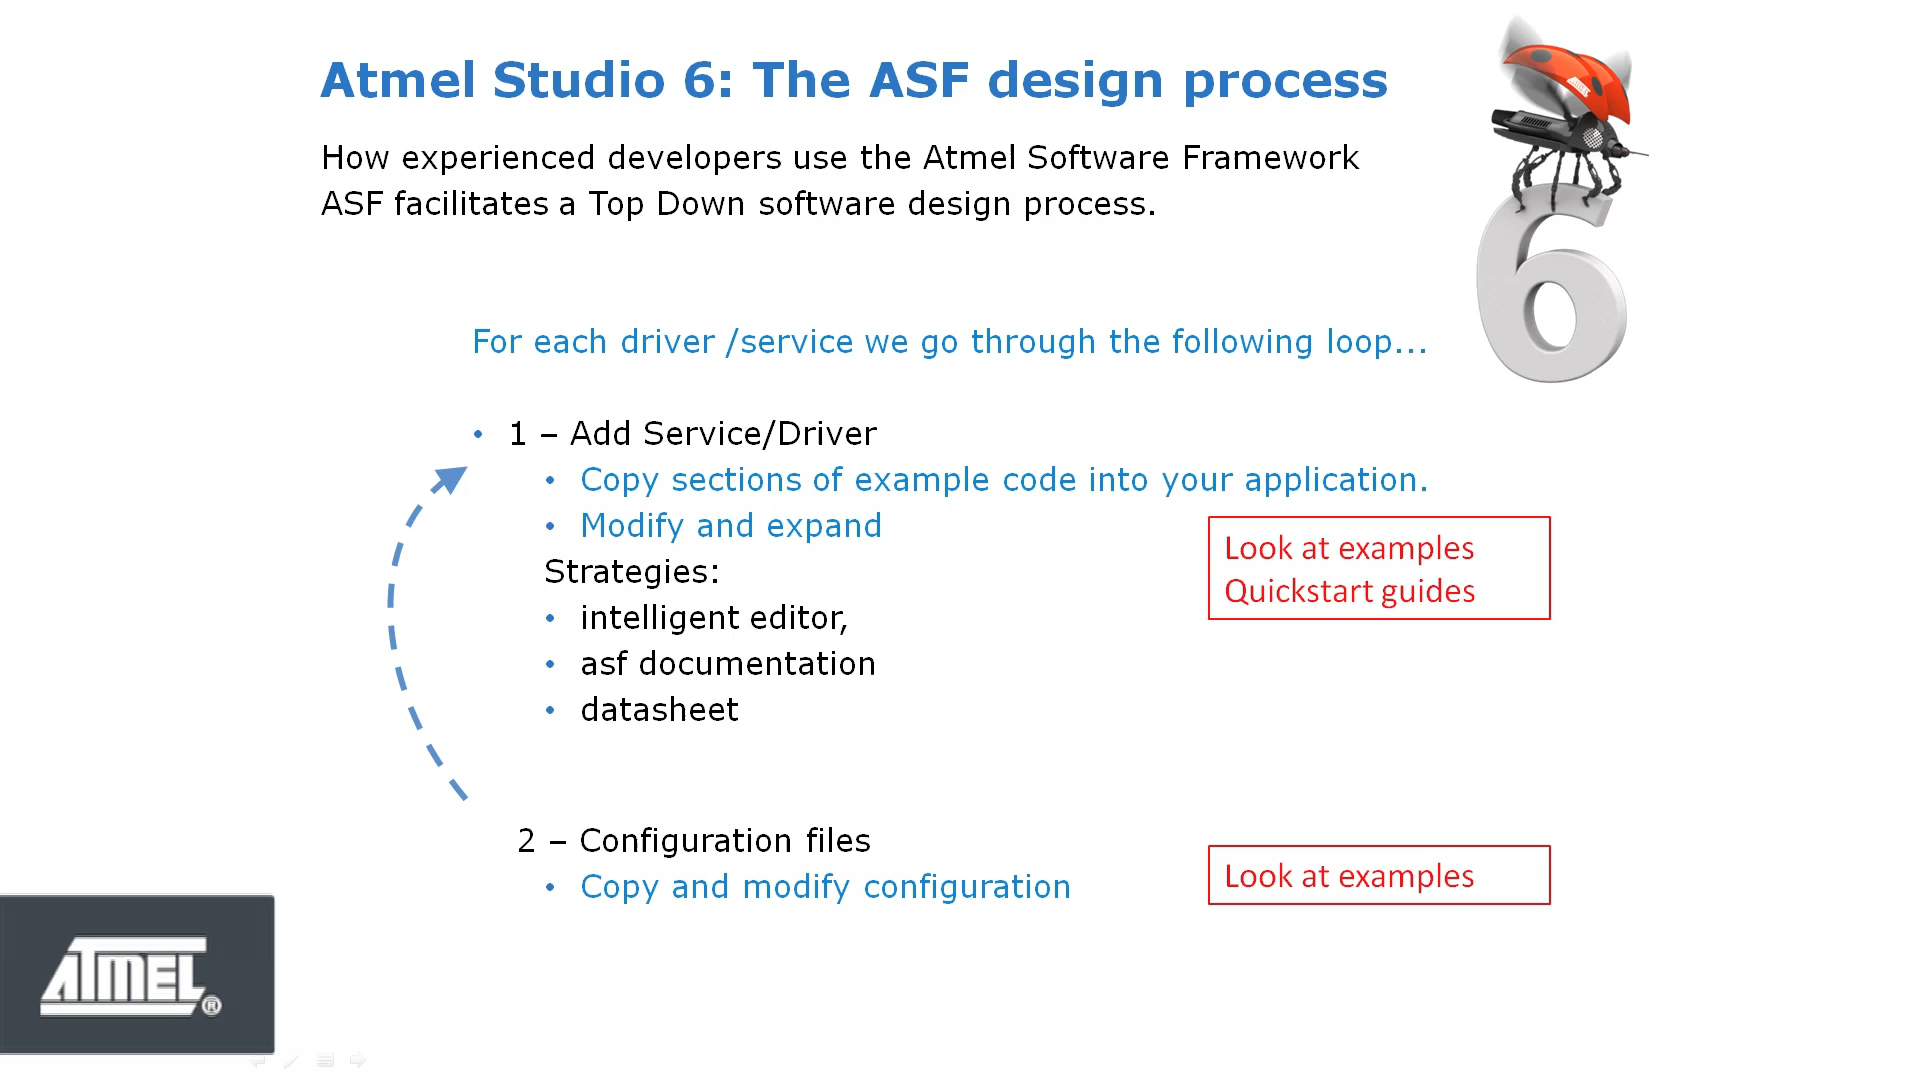 Atmel Studio 6: The ASF design process
How experienced developers use the Atmel Software Framework
ASF facilitates a Top Down software design process.
ATMEL
6
For each driver /service we go through the following loop...
• 1 – Add Service/Driver
• Copy sections of example code into your application.
• Modify and expand
Strategies:
• intelligent editor,
• asf documentation
• datasheet
Look at examples
Quickstart guides
2 – Configuration files
• Copy and modify configuration
Look at examples
ATMEL®